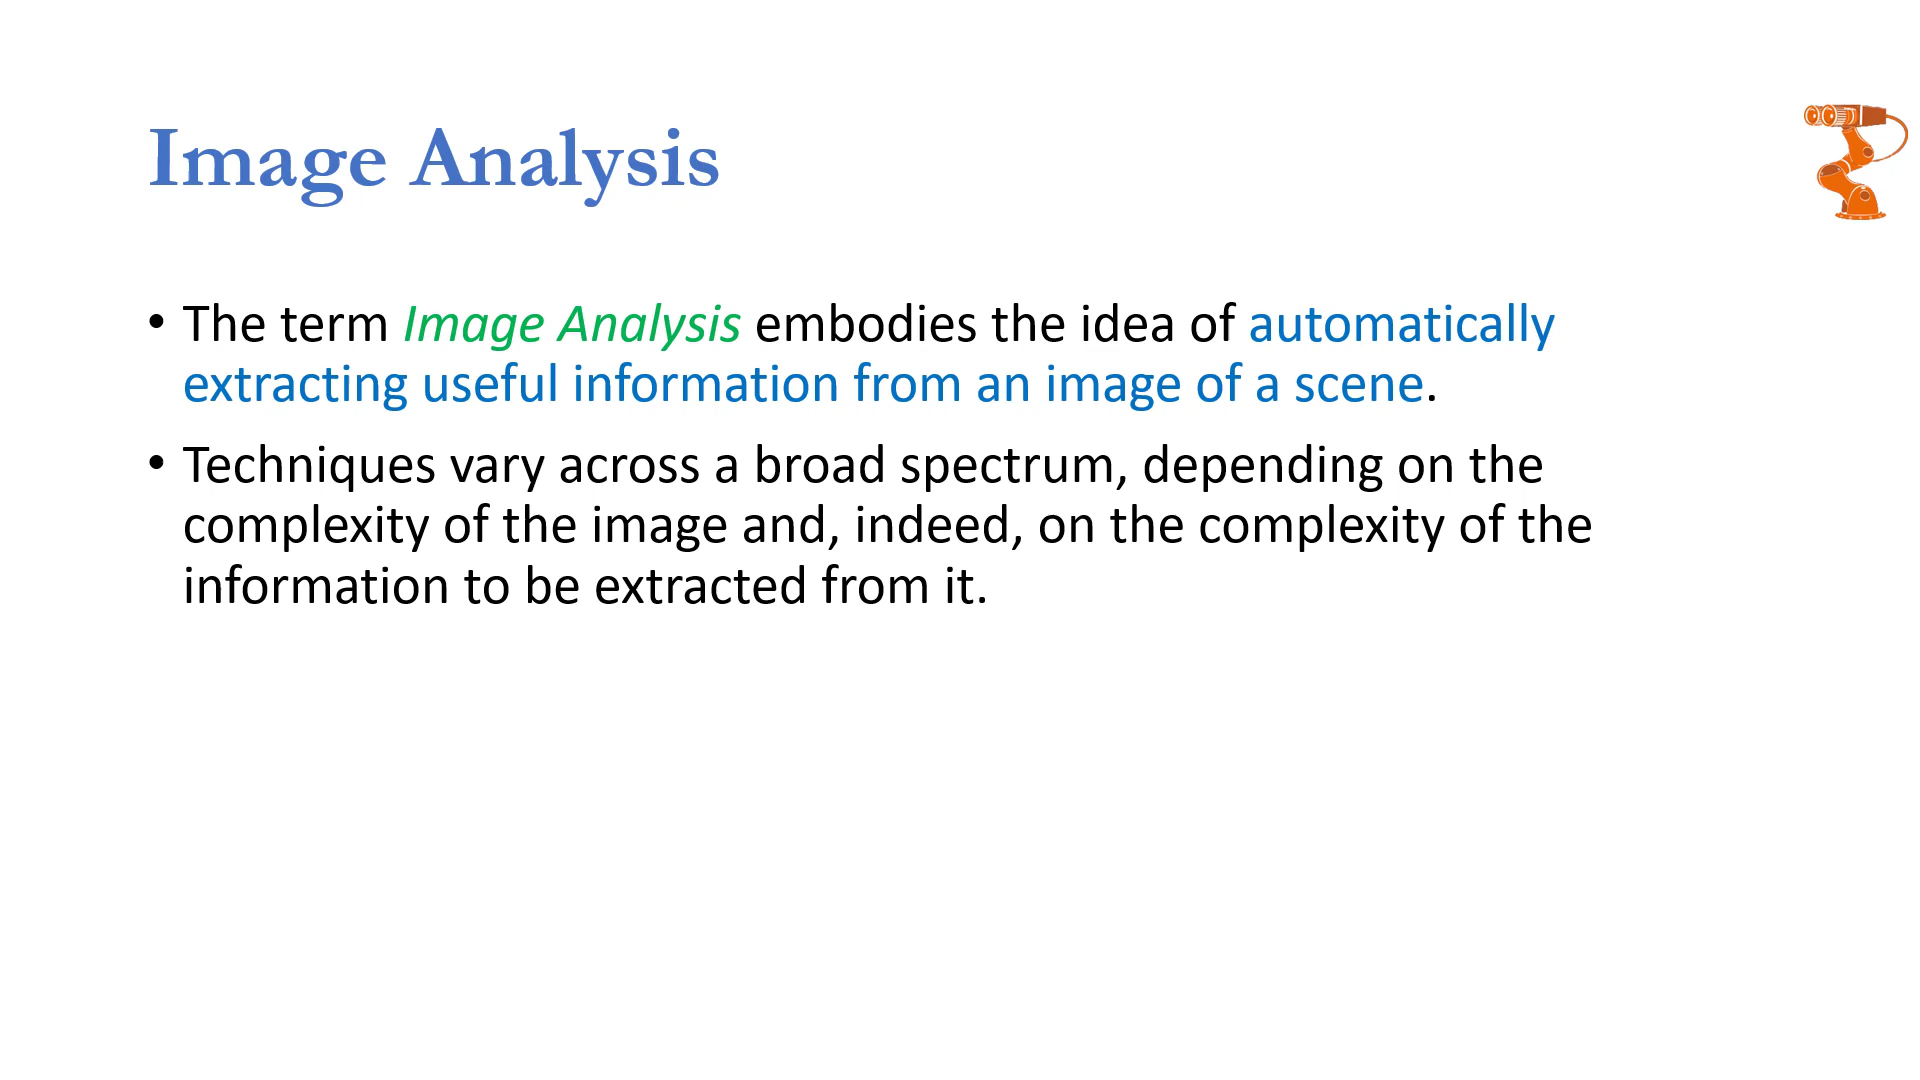 Image Analysis
• The term Image Analysis embodies the idea of automatically
extracting useful information from an image of a scene.
• Techniques vary across a broad spectrum, depending on the
complexity of the image and, indeed, on the complexity of the
information to be extracted from it.